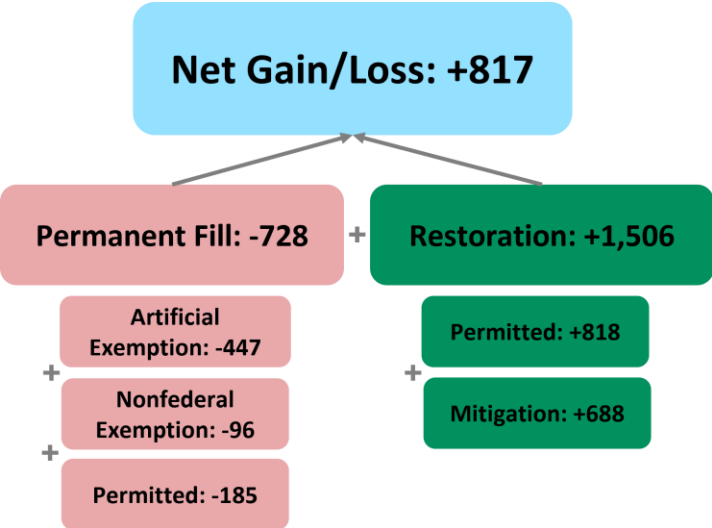 Net Gain/Loss: +817
Permanent Fill: -728
+
Restoration: +1,506
Artificial
Exemption: -447
+
Nonfederal
Exemption: -96
+
Permitted: -185
Permitted: +818
+
Mitigation: +688